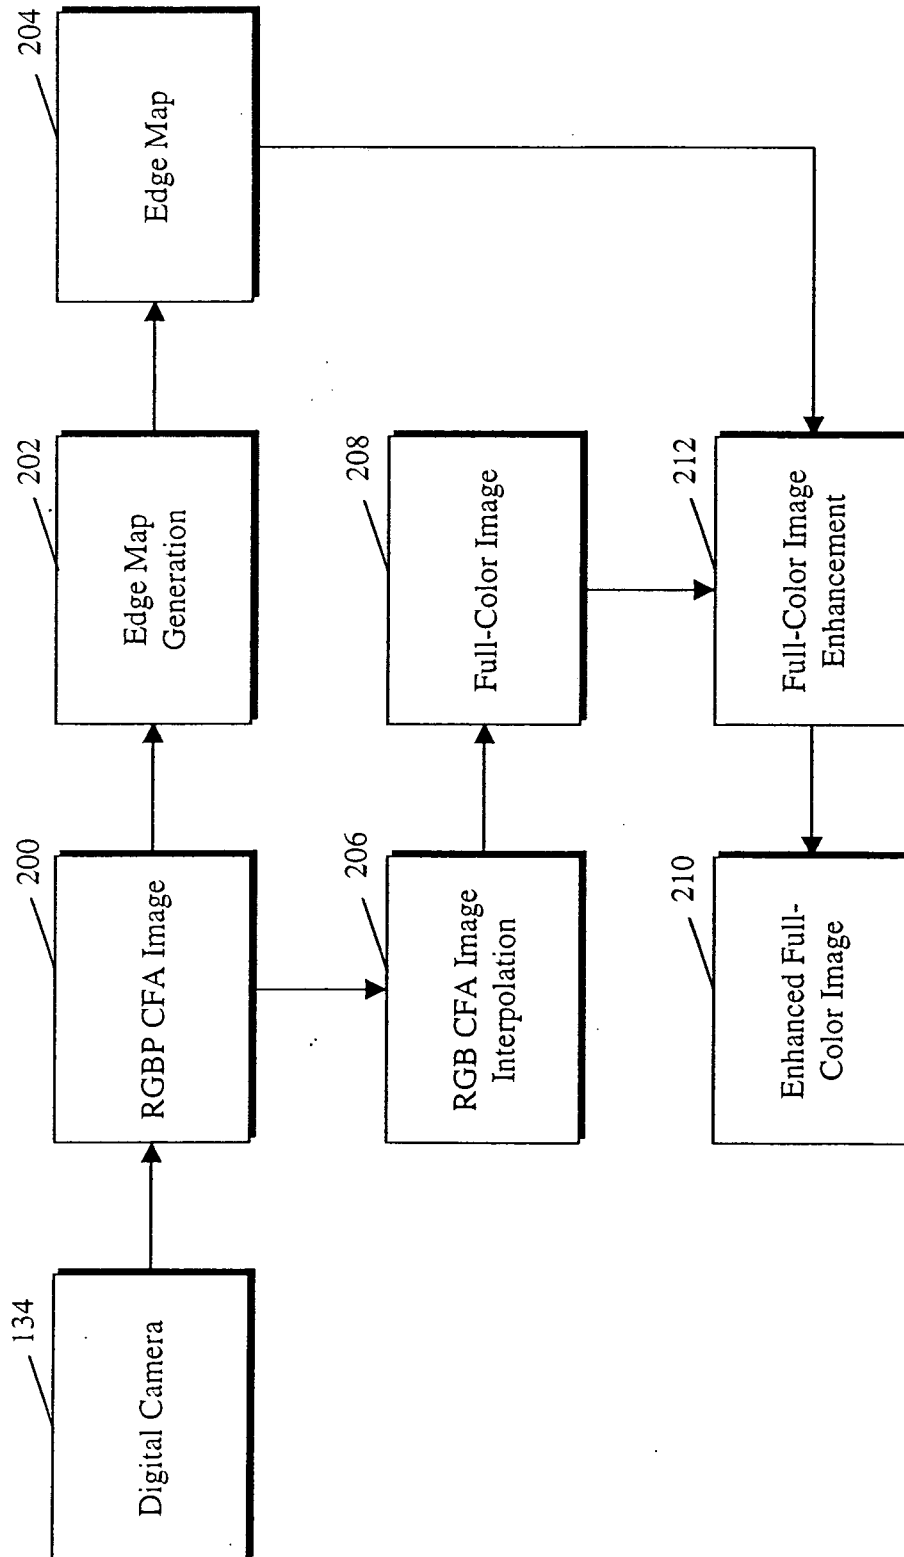 134
Digital Camera
200
RGBP CFA Image
202
Edge Map
Generation
204
Edge Map
206
RGB CFA Image
Interpolation
208
Full-Color Image
210
Enhanced Full-
Color Image
212
Full-Color Image
Enhancement